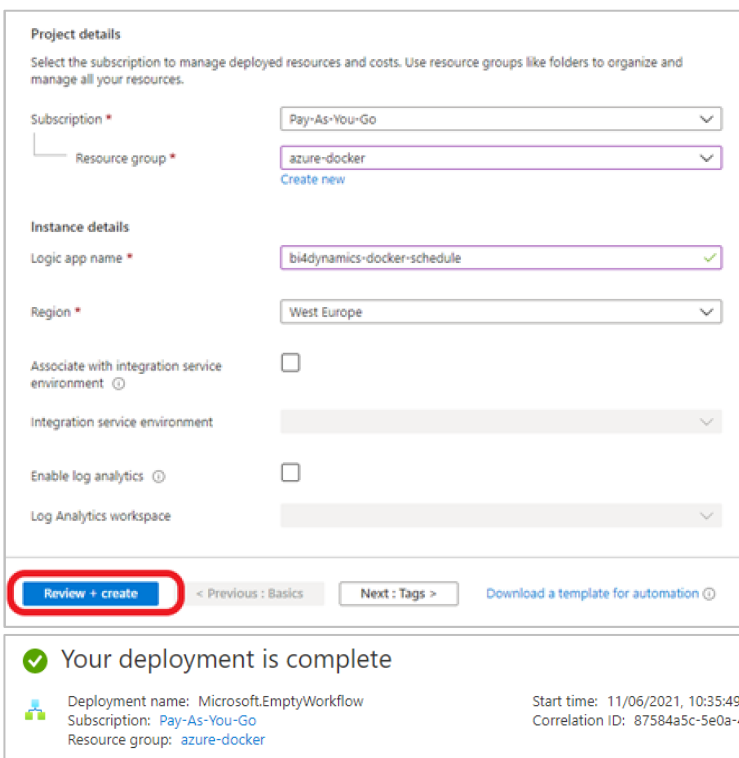 Project details
Select the subscription to manage deployed resources and costs. Use resource groups like folders to organize and
manage all your resources.
Subscription *
Pay-As-You-Go
Resource group *
azure-docker
Create new
Instance details
Logic app name *
bi4dynamics-docker-schedule
Region *
West Europe
Associate with integration service
environment
Integration service environment
Enable log analytics
Log Analytics workspace
Review + create
< Previous : Basics
Next : Tags >
Download a template for automation
Your deployment is complete
Deployment name: Microsoft.EmptyWorkflow
Start time: 11/06/2021, 10:35:49
Subscription: Pay-As-You-Go
Correlation ID: 87584a5c-5e0a-
Resource group: azure-docker